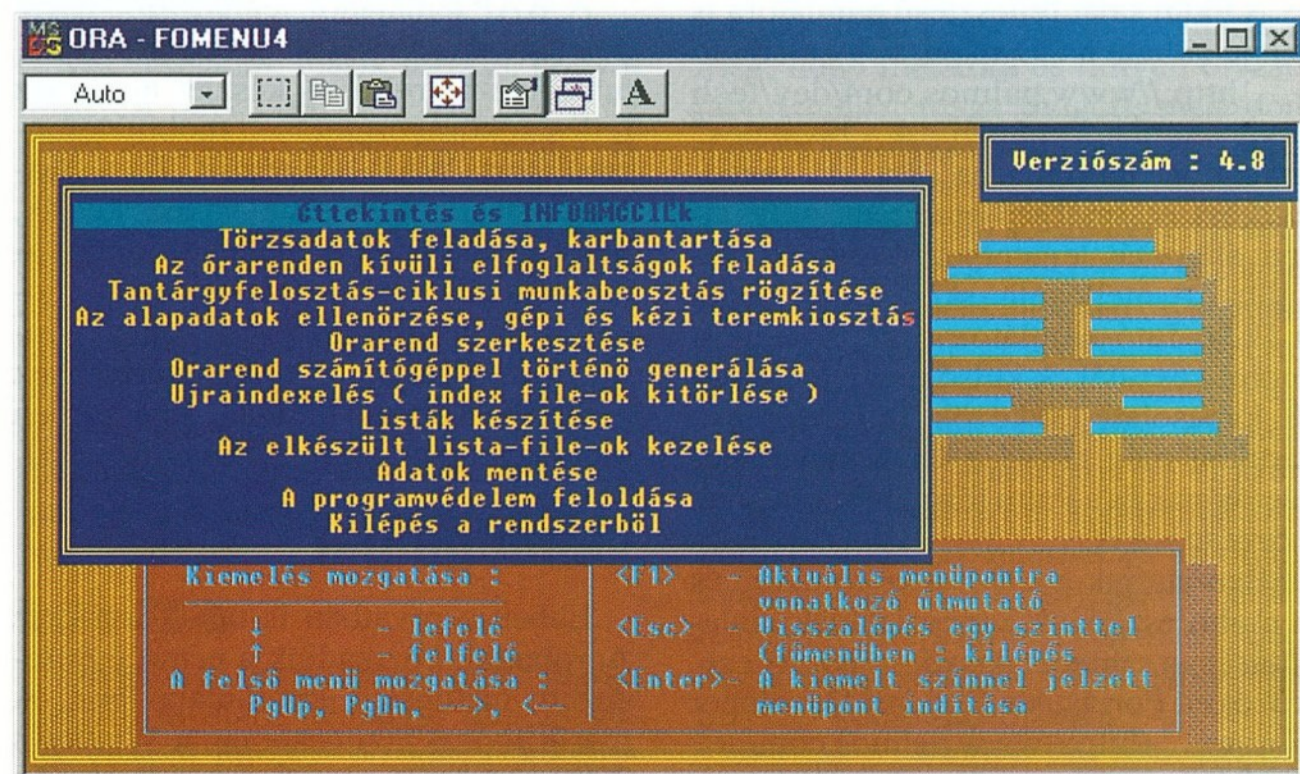 MS DOS ORA - FOMENU4
Auto
A
Verziószám : 4.8
Cttekintés és INFORMCCICk
Törzsadatok feladása, karbantartása
Az órarenden kívüli elfoglaltságok feladása
Tantárgyfelosztás-ciklusi munkabeosztás rögzítése
Az alapadatok ellenörzése, gépi és kézi teremkiosztás
Orarend szerkesztése
Orarend számítógéppel történö generálása
Ujraindexelés ( index file-ok kitörlése )
Listák készítése
Az elkészült lista-file-ok kezelése
Adatok mentése
A programvédelem feloldása
Kilépés a rendszerböl
Kiemelés mozgatása :
↓ - lefelé
↑ - felfelé
A felsö menü mozgatása :
PgUp, PgDn, -->, <--
<F1> - Aktuális menüpontra
vonatkozó útmutató
<Esc> - Visszalépés egy szinttel
(fömenüben : kilépés
<Enter>- A kiemelt színnel jelzett
menüpont indítása